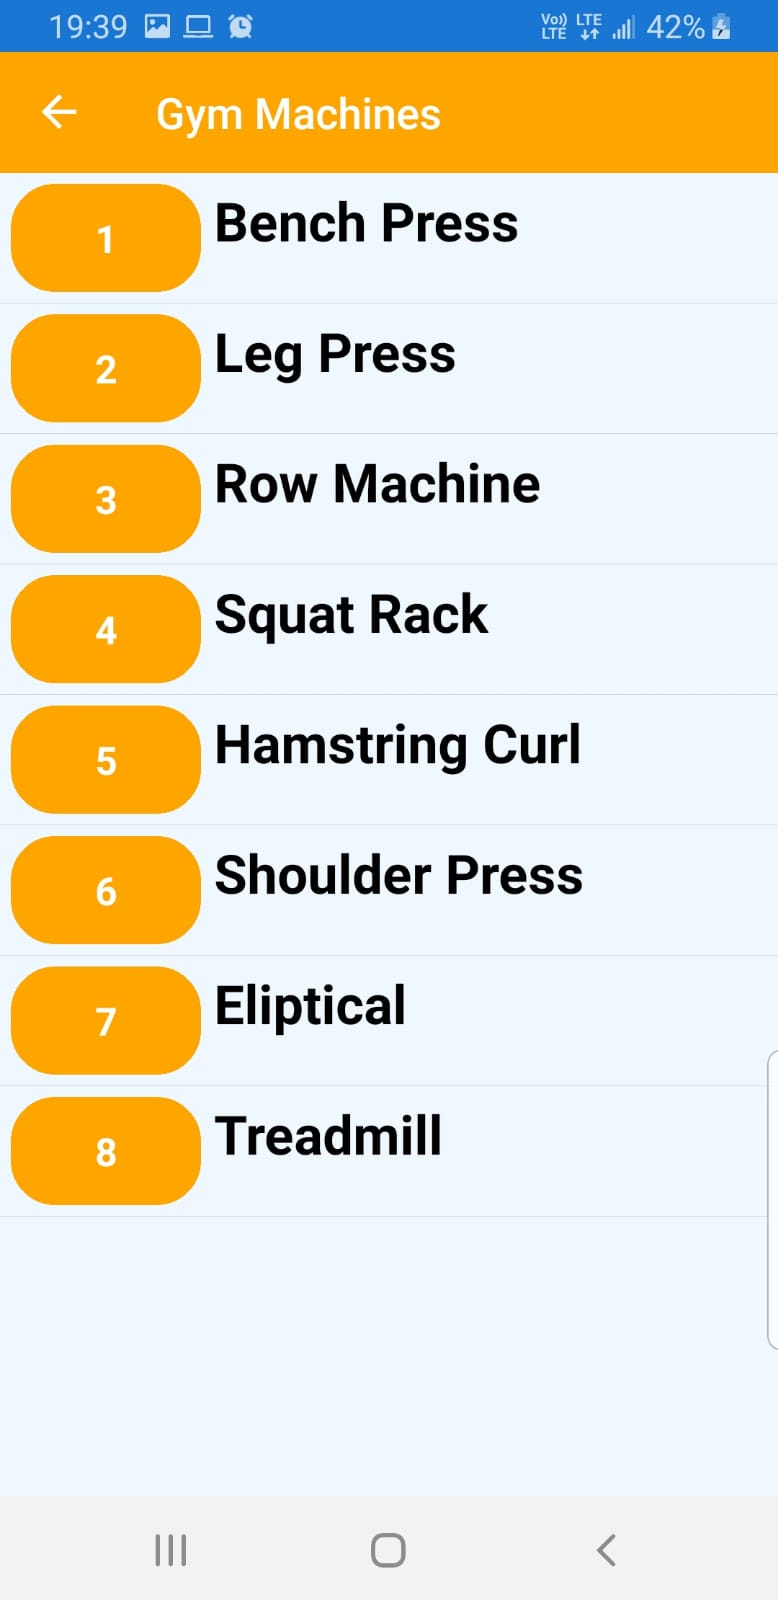 19:39 Vo)) LTE LTE 42%
Gym Machines
1 Bench Press
2 Leg Press
3 Row Machine
4 Squat Rack
5 Hamstring Curl
6 Shoulder Press
7 Eliptical
8 Treadmill